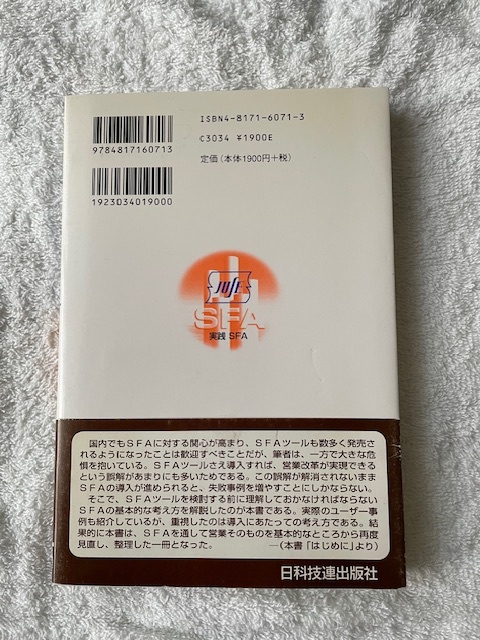 ISBN4-8171-6071-3
C3034 ¥1900E
定価(本体1900円+税)
9784817160713
1923034019000
JUSE
SFA
実践 SFA
国内でもSFAに対する関心が高まり、SFAツールも数多く発売さ
れるようになったことは歓迎すべきことだが、筆者は、一方で大きな危
惧を抱いている。SFAツールさえ導入すれば、営業改革が実現できる
という誤解があまりにも多いためである。この誤解が解消されないまま
SFAの導入が進められると、失敗事例を増やすことにしかならない。
そこで、SFAツールを検討する前に理解しておかなければならない
SFAの基本的な考え方を解説したのが本書である。実際のユーザー事
例も紹介しているが、重視したのは導入にあたっての考え方である。結
果的に本書は、SFAを通して営業そのものを基本的なところから再度
見直し、整理した一冊となった。 ―(本書「はじめに」より)
日科技連出版社